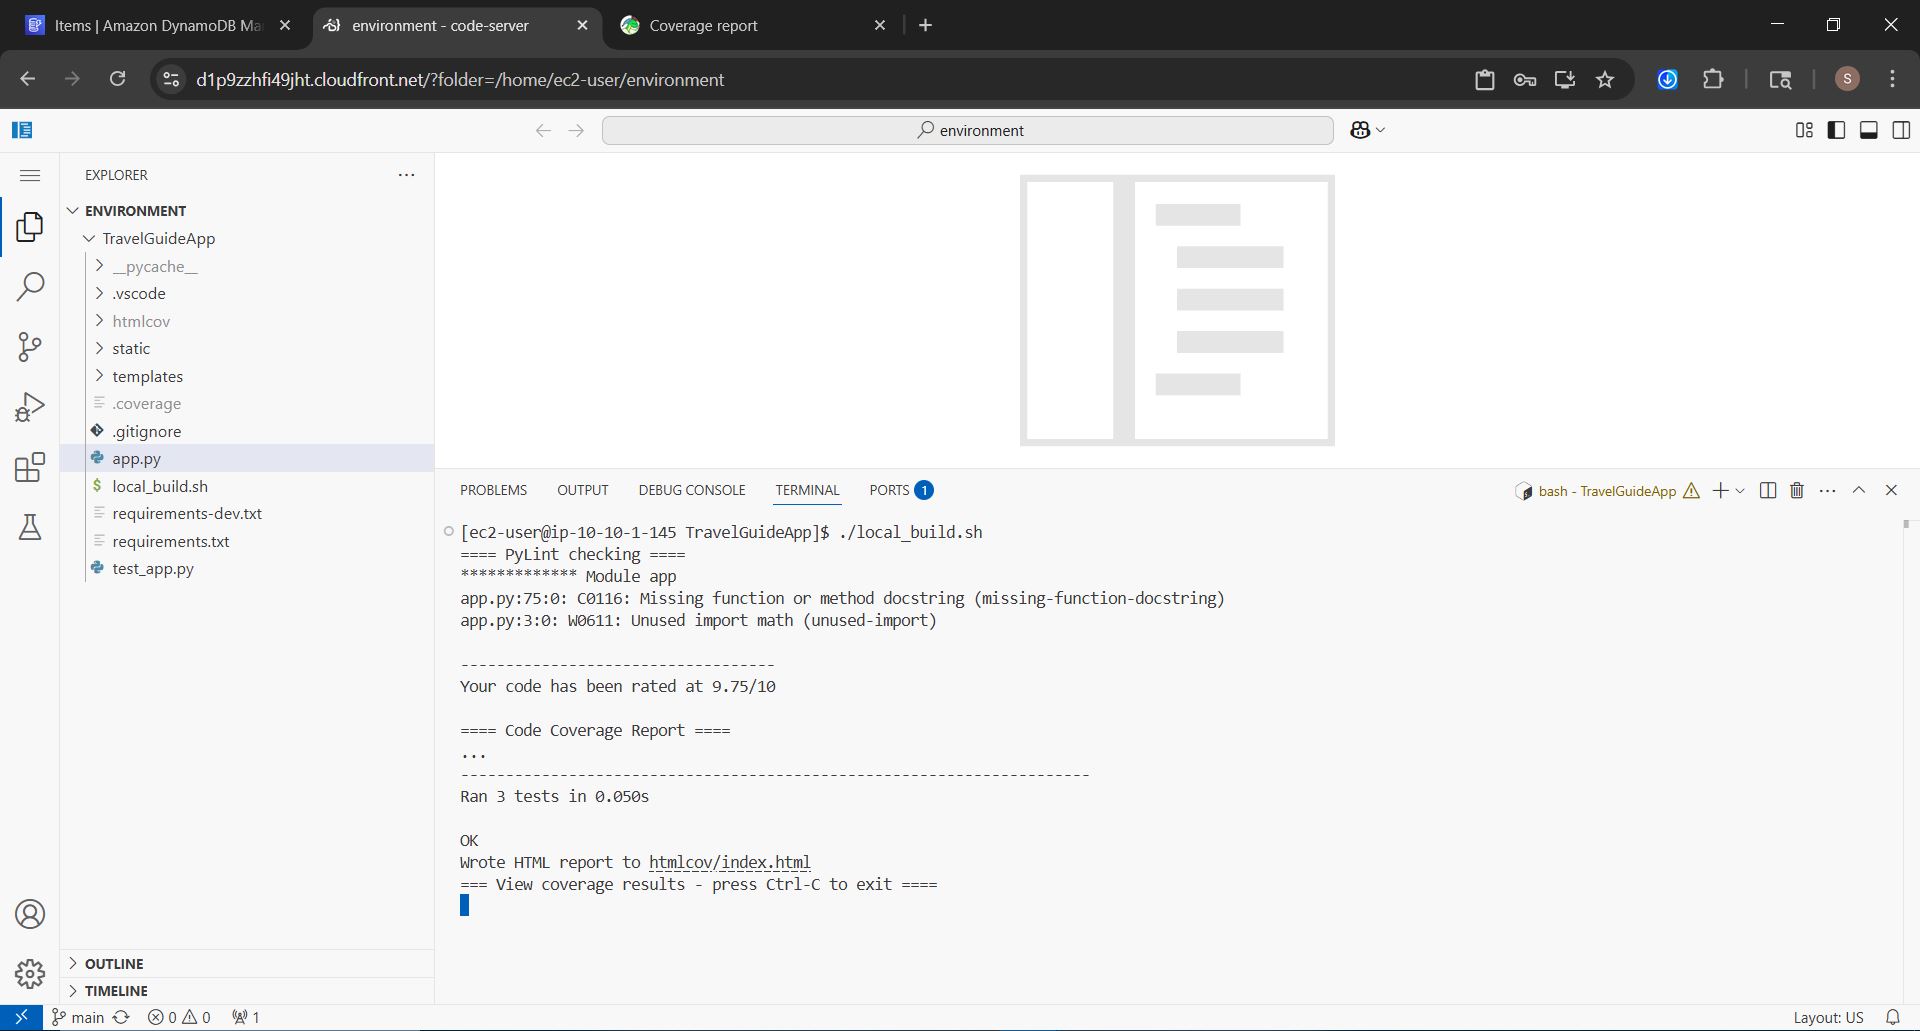 Items | Amazon DynamoDB Ma
environment - code-server
Coverage report
d1p9zzhfi49jht.cloudfront.net/?folder=/home/ec2-user/environment
S
environment
EXPLORER
ENVIRONMENT
TravelGuideApp
__pycache__
.vscode
htmlcov
static
templates
.coverage
.gitignore
app.py
$ local_build.sh
requirements-dev.txt
requirements.txt
test_app.py
OUTLINE
TIMELINE
PROBLEMS OUTPUT DEBUG CONSOLE TERMINAL PORTS 1
bash - TravelGuideApp
[ec2-user@ip-10-10-1-145 TravelGuideApp]$ ./local_build.sh
==== PyLint checking ====
************* Module app
app.py:75:0: C0116: Missing function or method docstring (missing-function-docstring)
app.py:3:0: W0611: Unused import math (unused-import)
-----------------------------------
Your code has been rated at 9.75/10
==== Code Coverage Report ====
...
----------------------------------------------------------------------
Ran 3 tests in 0.050s
OK
Wrote HTML report to htmlcov/index.html
=== View coverage results - press Ctrl-C to exit ====
main 0 0 1
Layout: US